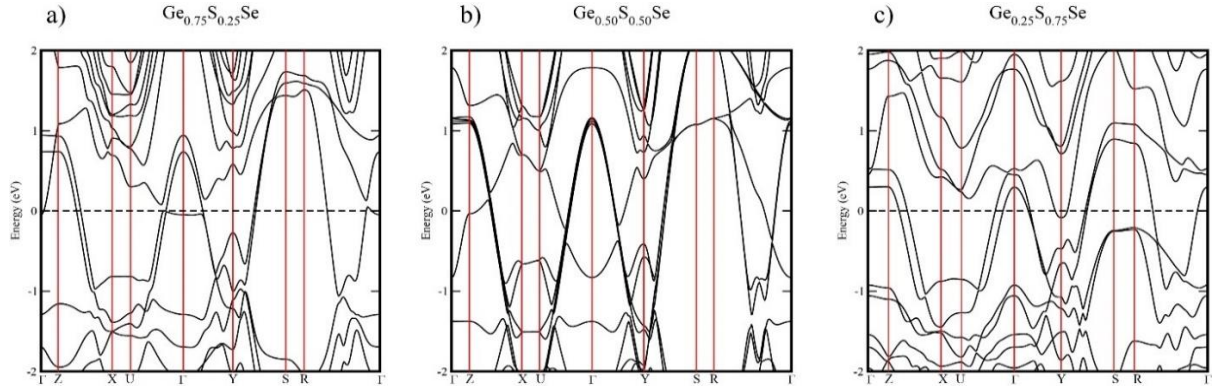 a) Ge0.75S0.25Se
b) Ge0.50S0.50Se
c) Ge0.25S0.75Se
2
1
0
-1
-2
Energy (eV)
Γ Z X U Γ Y S R Γ
2
1
0
-1
-2
Energy (eV)
Γ Z X U Γ Y S R Γ
2
1
0
-1
-2
Energy (eV)
Γ Z X U Γ Y S R Γ